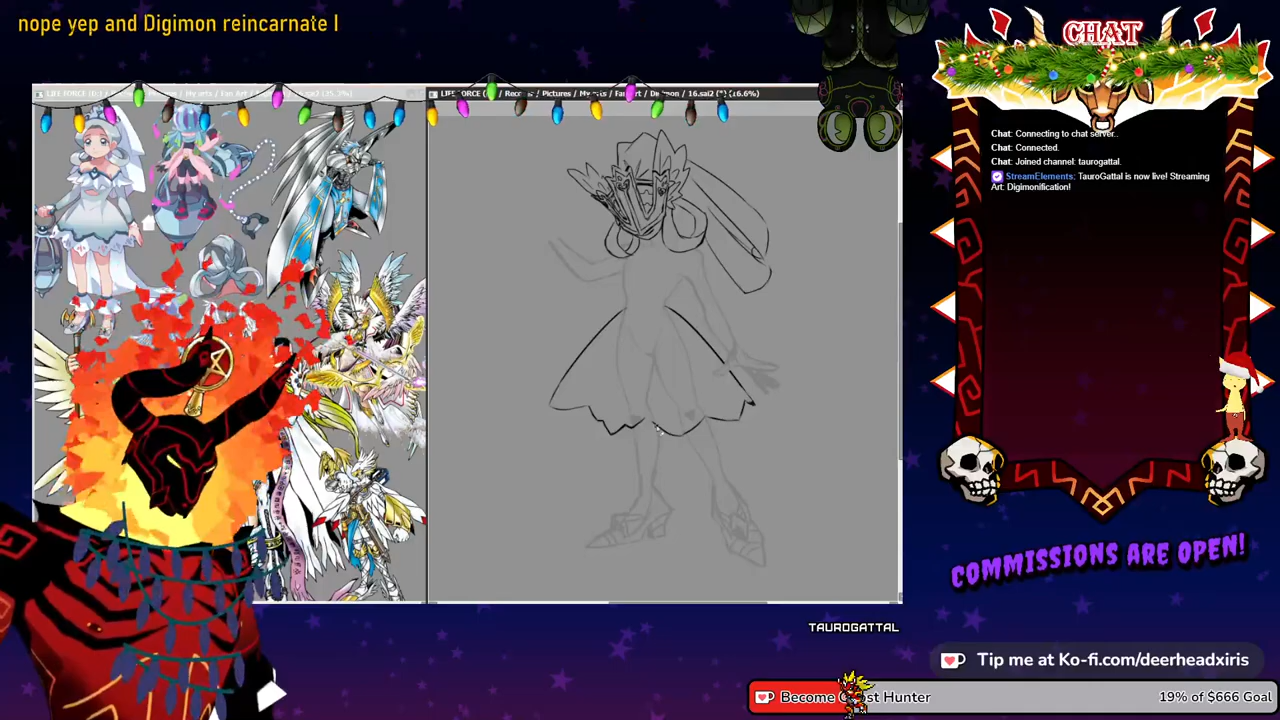 nope yep and Digimon reincarnate I
CHAT
Chat: Connecting to chat server..
Chat: Connected.
Chat: Joined channel: taurogattal.
StreamElements: TauroGattal is now live! Streaming
Art: Digimonification!
COMMISSIONS ARE OPEN!
TAUROGATTAL
Tip me at Ko-fi.com/deerheadxiris
Become Hunter
19% of $666 Goal